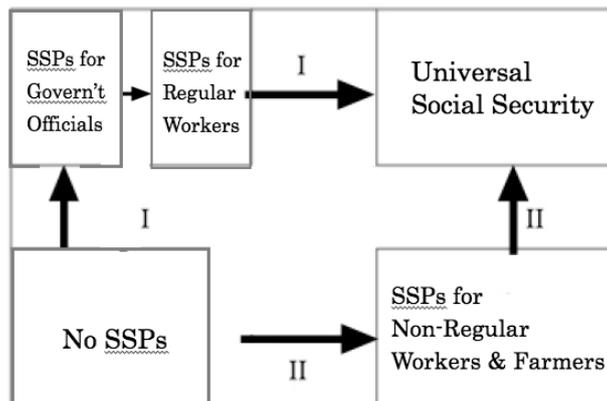 SSPs for
Govern't
Officials
SSPs for
Regular
Workers
I
Universal
Social Security
I
II
No SSPs
II
SSPs for
Non-Regular
Workers & Farmers